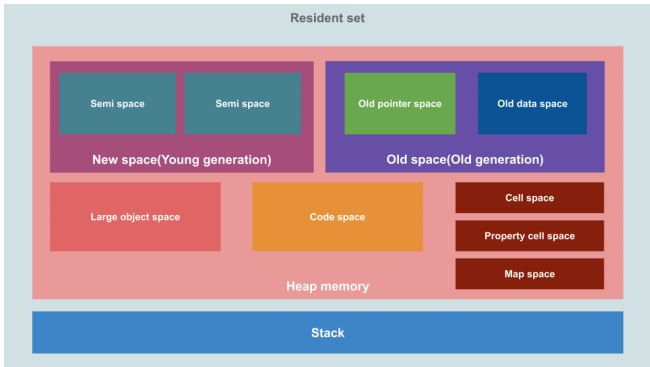 Resident set
Semi space
Semi space
New space(Young generation)
Old pointer space
Old data space
Old space(Old generation)
Large object space
Code space
Cell space
Property cell space
Map space
Heap memory
Stack